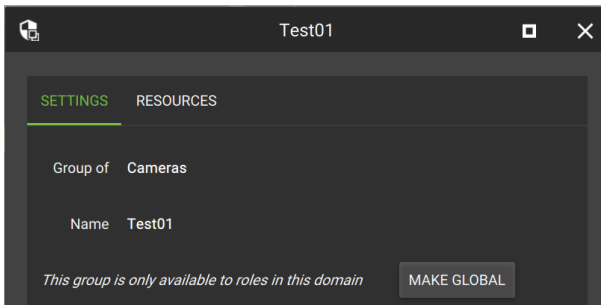 Test01
SETTINGS RESOURCES
Group of Cameras
Name Test01
This group is only available to roles in this domain MAKE GLOBAL